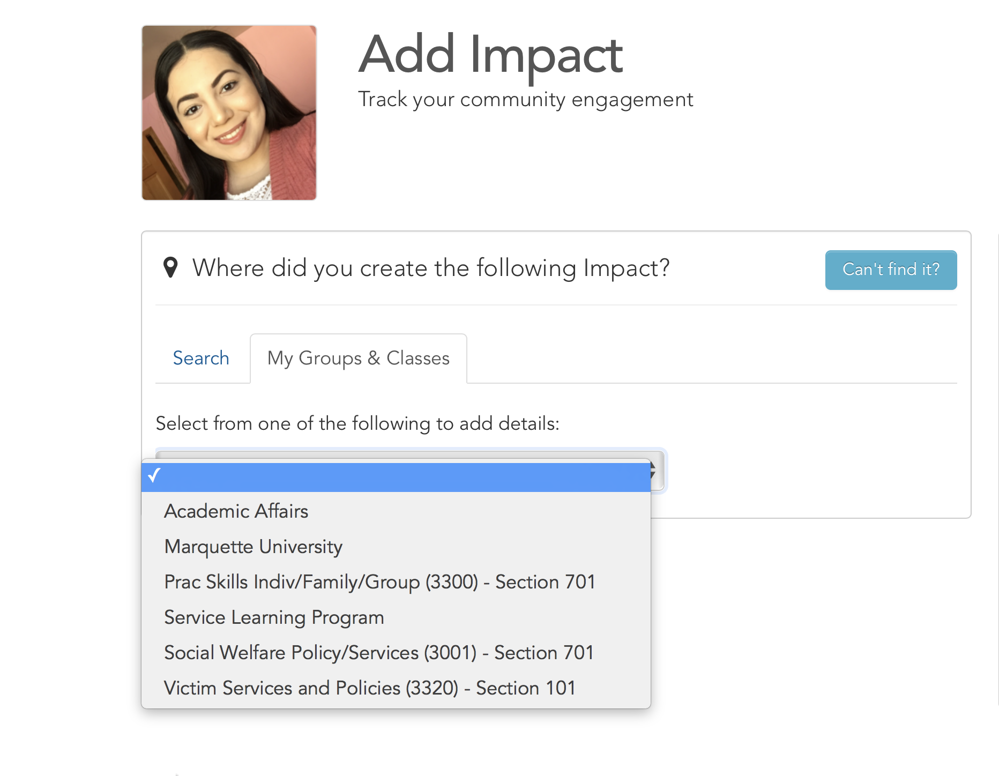 Add Impact
Track your community engagement
Where did you create the following Impact?
Can't find it?
Search
My Groups & Classes
Select from one of the following to add details:
Academic Affairs
Marquette University
Prac Skills Indiv/Family/Group (3300) - Section 701
Service Learning Program
Social Welfare Policy/Services (3001) - Section 701
Victim Services and Policies (3320) - Section 101